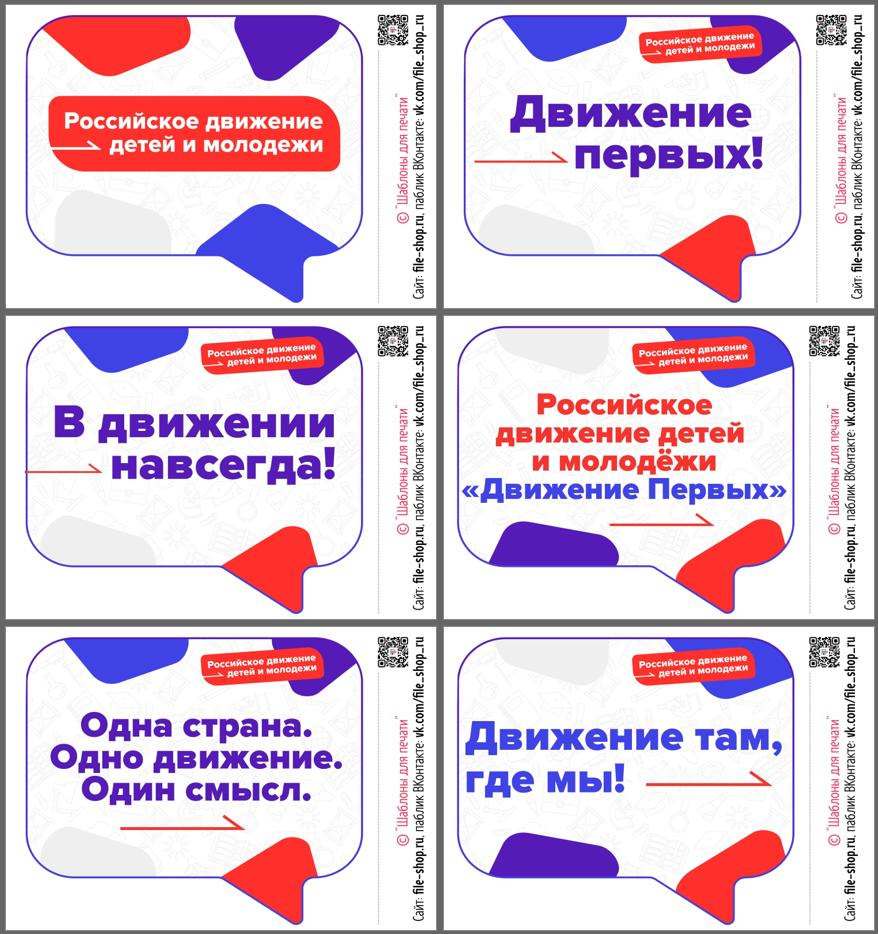 Российское движение
детей и молодежи
© "Шаблоны для печати"
Сайт: file-shop.ru, паблик ВКонтакте: vk.com/file_shop_ru
Российское движение
детей и молодежи
Движение
первых!
© "Шаблоны для печати"
Сайт: file-shop.ru, паблик ВКонтакте: vk.com/file_shop_ru
Российское движение
детей и молодежи
В движении
навсегда!
© "Шаблоны для печати"
Сайт: file-shop.ru, паблик ВКонтакте: vk.com/file_shop_ru
Российское движение
детей и молодежи
Российское
движение детей
и молодёжи
«Движение Первых»
© "Шаблоны для печати"
Сайт: file-shop.ru, паблик ВКонтакте: vk.com/file_shop_ru
Российское движение
детей и молодежи
Одна страна.
Одно движение.
Один смысл.
© "Шаблоны для печати"
Сайт: file-shop.ru, паблик ВКонтакте: vk.com/file_shop_ru
Российское движение
детей и молодежи
Движение там,
где мы!
© "Шаблоны для печати"
Сайт: file-shop.ru, паблик ВКонтакте: vk.com/file_shop_ru